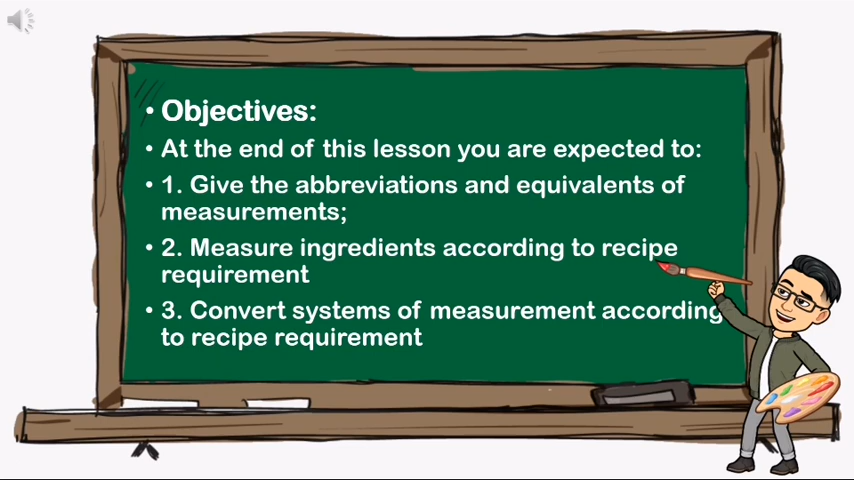 • Objectives:
• At the end of this lesson you are expected to:
• 1. Give the abbreviations and equivalents of
measurements;
• 2. Measure ingredients according to recipe
requirement
• 3. Convert systems of measurement according
to recipe requirement